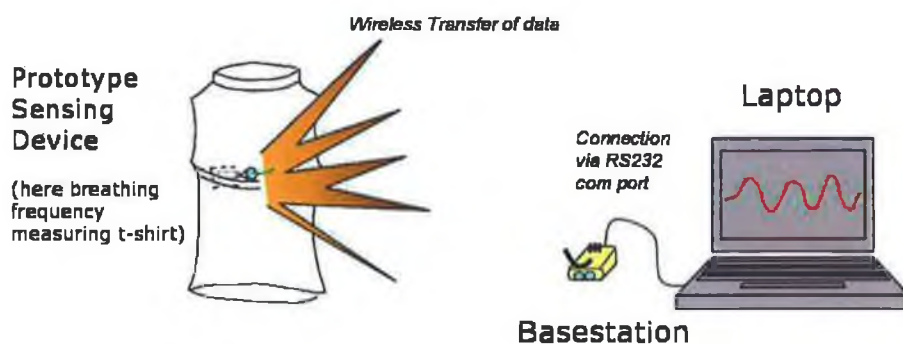 Wireless Transfer of data
Prototype
Sensing
Device
(here breathing
frequency
measuring t-shirt)
Laptop
Connection
via RS232
com port
Basestation